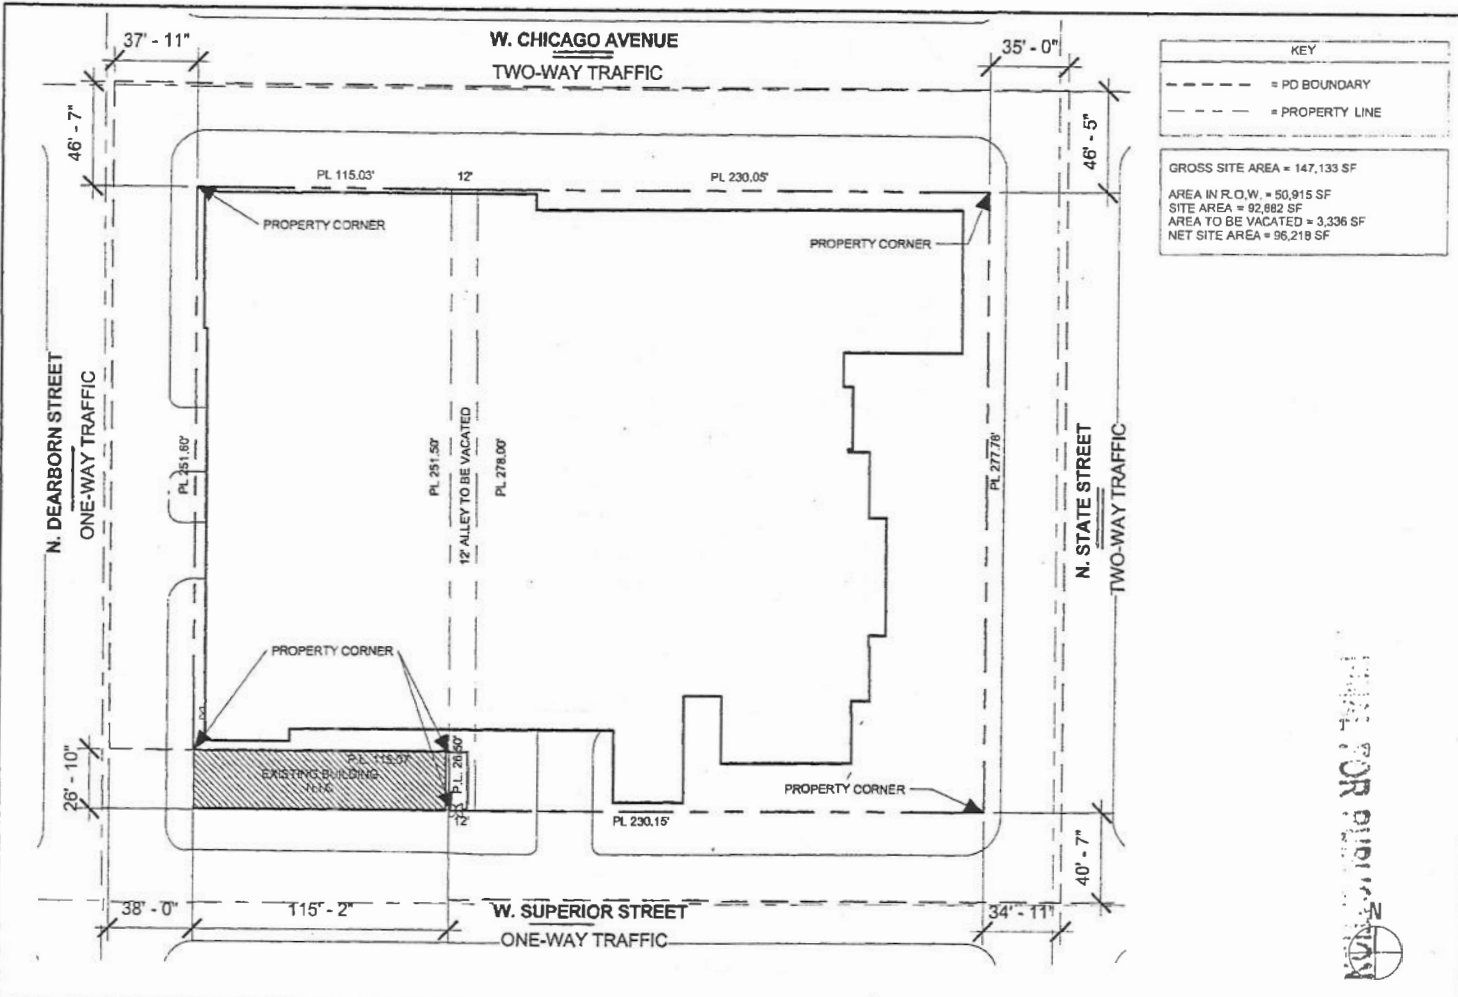 37' - 11"
W. CHICAGO AVENUE
TWO-WAY TRAFFIC
35' - 0"
KEY
= PD BOUNDARY
= PROPERTY LINE
46' - 7"
46' - 5"
GROSS SITE AREA = 147,133 SF
AREA IN R.O.W. = 50,915 SF
SITE AREA = 92,882 SF
AREA TO BE VACATED = 3,336 SF
NET SITE AREA = 96,218 SF
PL 115.03'
12'
PL 230.05'
PROPERTY CORNER
PROPERTY CORNER
N. DEARBORN STREET
ONE-WAY TRAFFIC
PL 251.60'
PL 251.50'
12' ALLEY TO BE VACATED
PL 278.00'
PL 277.78'
N. STATE STREET
TWO-WAY TRAFFIC
PROPERTY CORNER
26' - 10"
P.L. 115.07'
EXISTING BUILDING
P.L. 26.50'
12'
PROPERTY CORNER
PL 230.15'
40' - 7"
38' - 0"
115' - 2"
W. SUPERIOR STREET
ONE-WAY TRAFFIC
34' - 11"
FOR
N